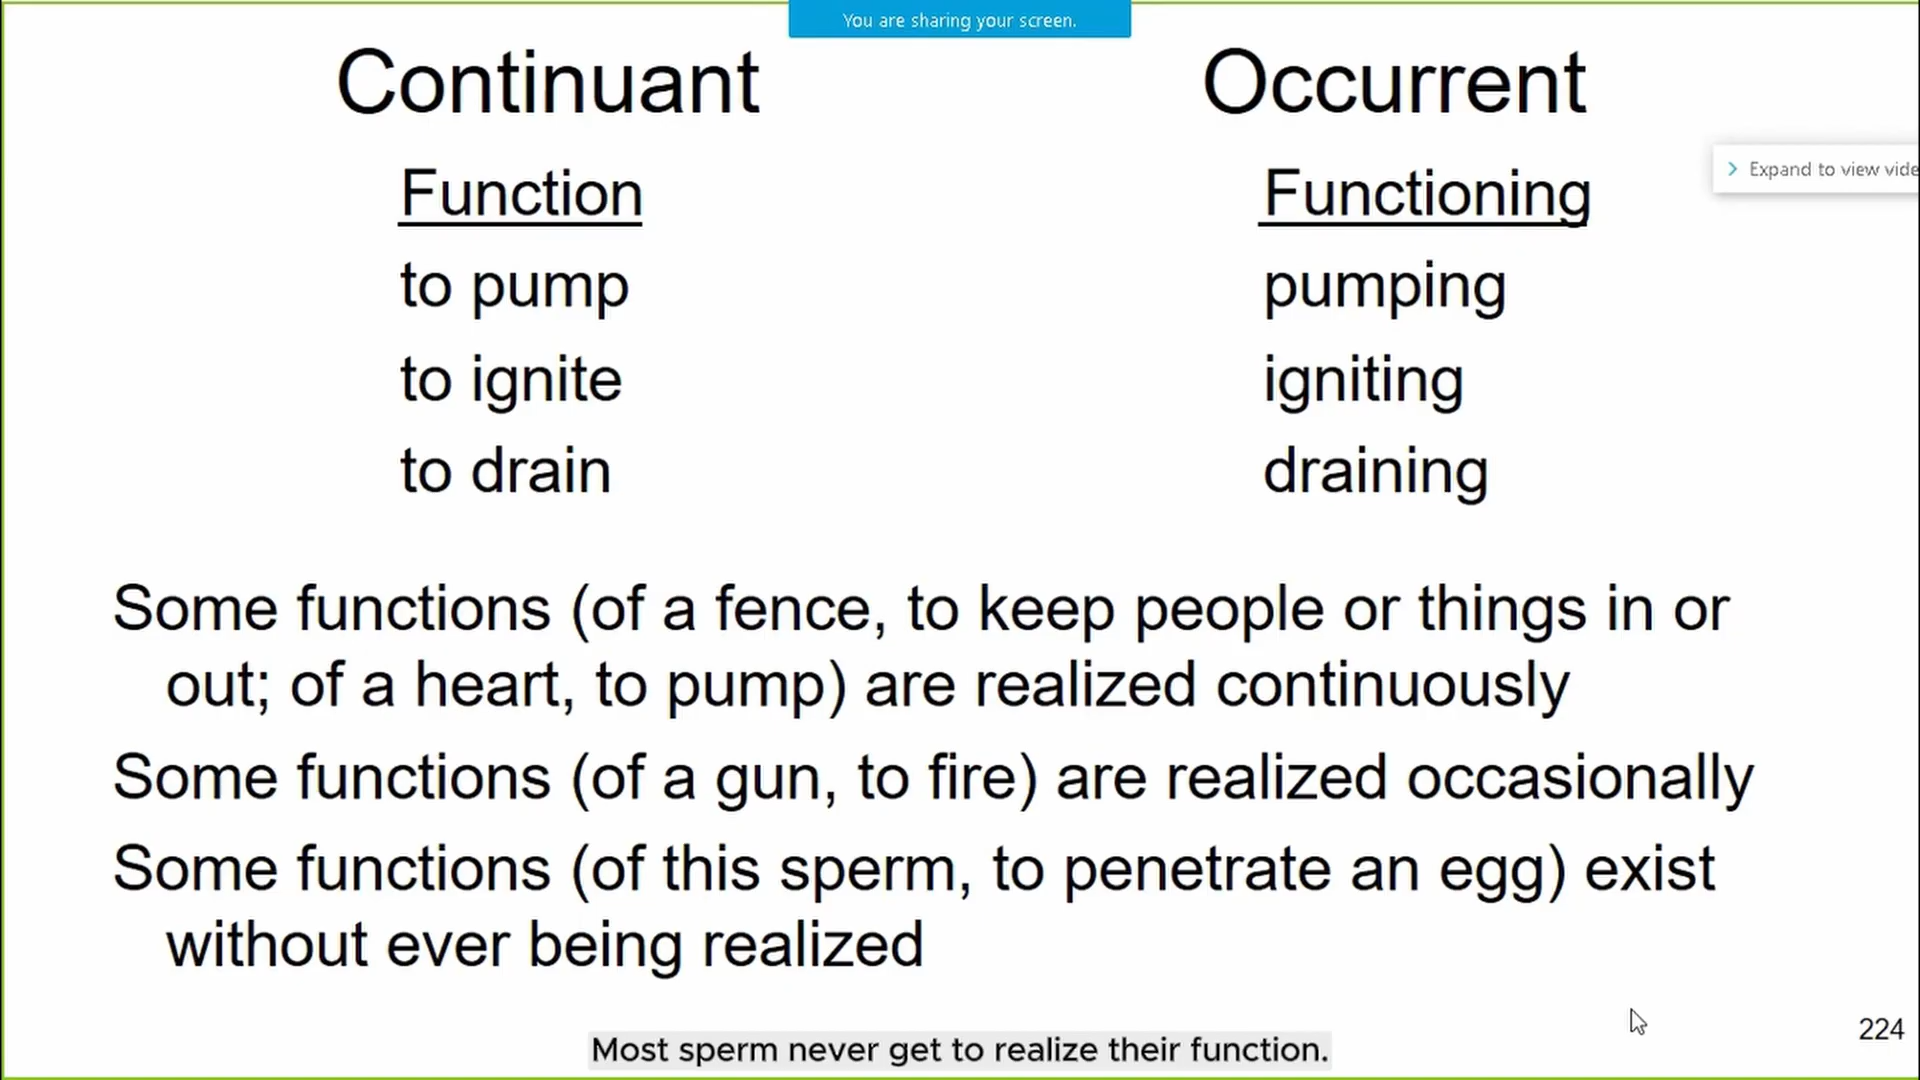 You are sharing your screen.
Continuant Occurrent
Expand to view vide
Function Functioning
to pump pumping
to ignite igniting
to drain draining
Some functions (of a fence, to keep people or things in or
out; of a heart, to pump) are realized continuously
Some functions (of a gun, to fire) are realized occasionally
Some functions (of this sperm, to penetrate an egg) exist
without ever being realized
224
Most sperm never get to realize their function.